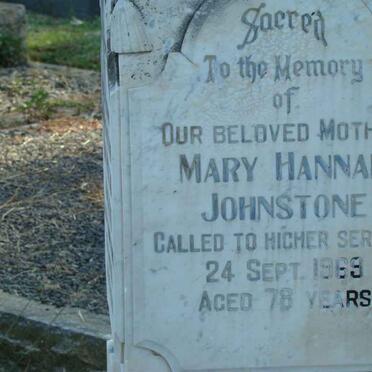 Sacred
To the Memory
of
OUR BELOVED MOTH
MARY HANNA
JOHNSTONE
CALLED TO HIGHER SER
24 SEPT. 1969
AGED 78 YEARS